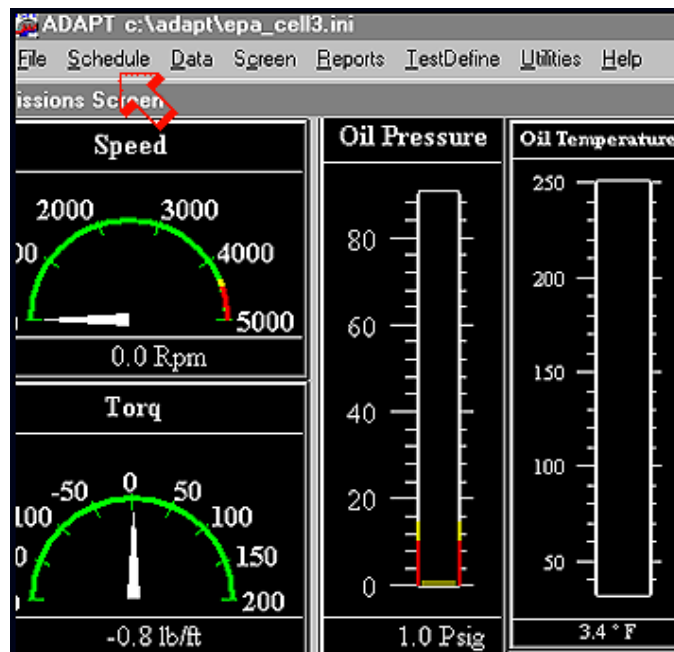 ADAPT c:\adapt\epa_cell3.ini
File Schedule Data Screen Reports TestDefine Utilities Help
issions Screen
Speed
2000 3000
00 4000
5000
0.0 Rpm
Torq
-50 0 50
100 100
0 150
200
-0.8 lb/ft
Oil Pressure
80
60
40
20
0
1.0 Psig
Oil Temperature
250
200
150
100
50
3.4 ° F